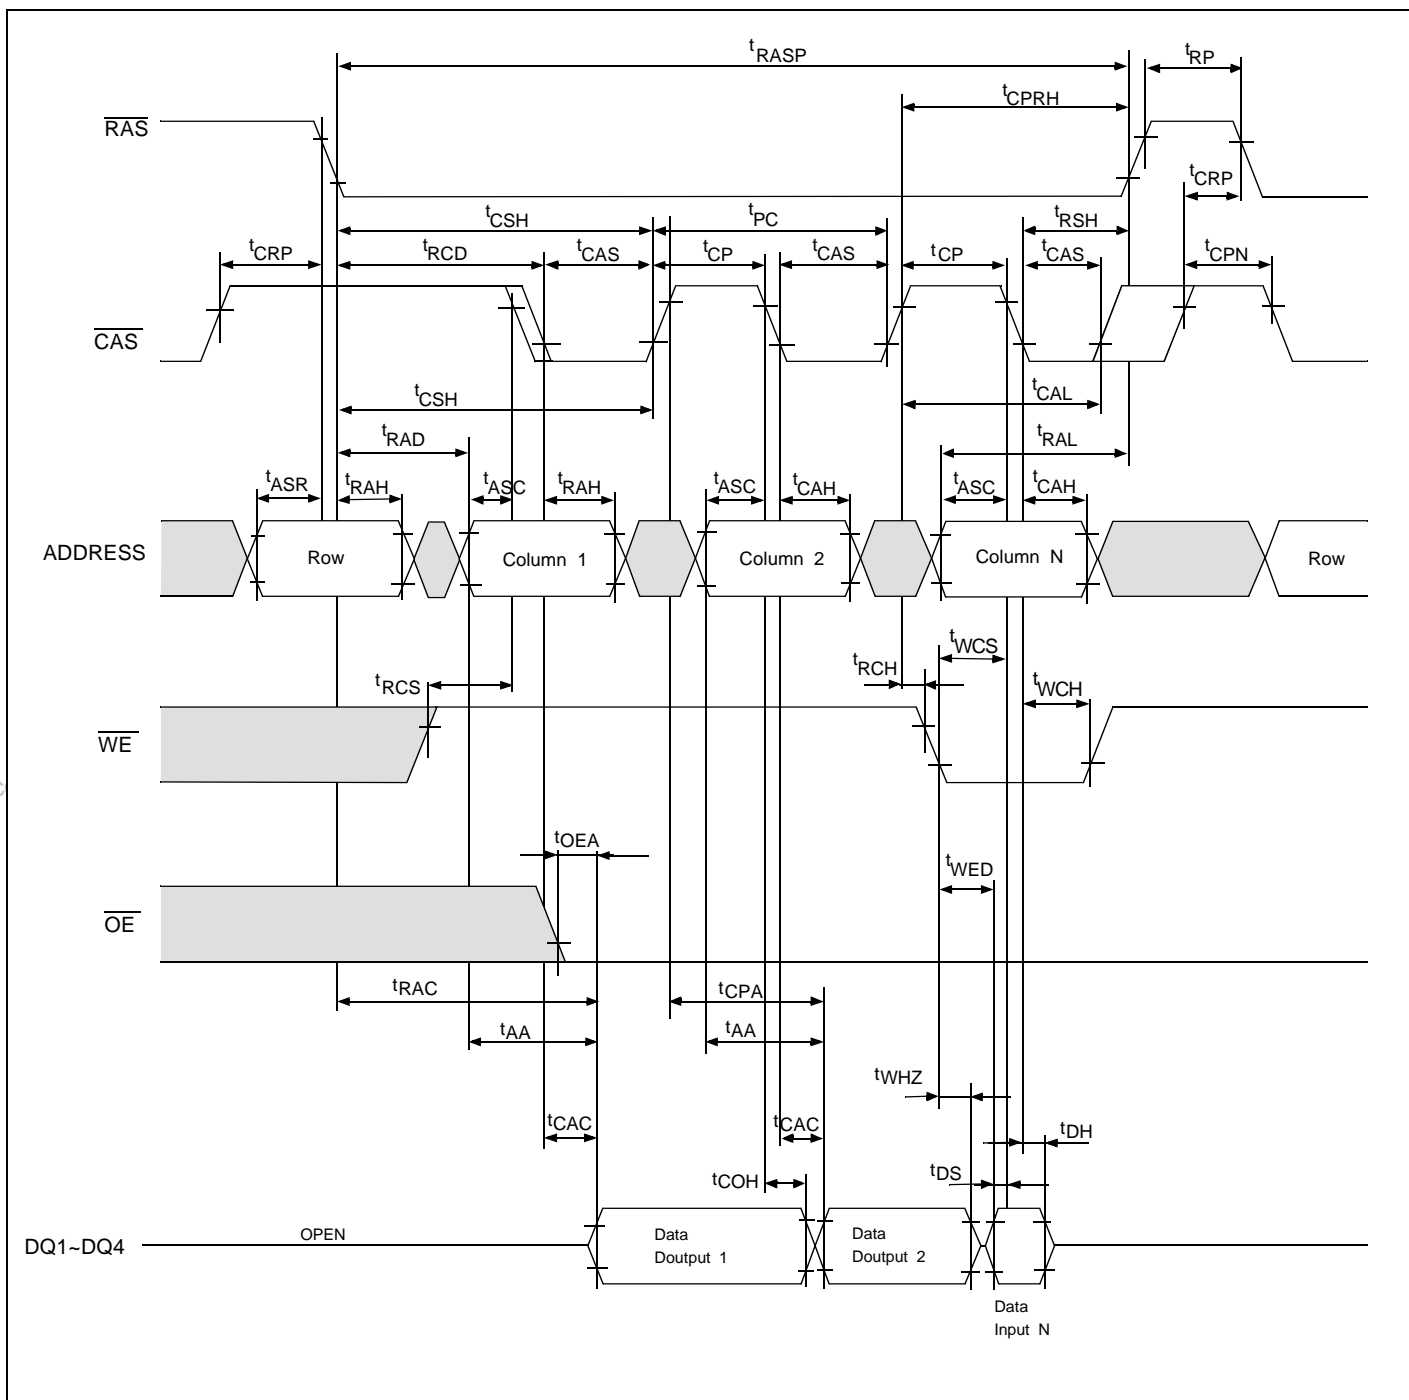 tRASP
tRP
tCPRH
RAS
tCRP
tCSH
tPC
tRSH
tCRP
tRCD
tCAS
tCP
tCAS
tCP
tCAS
tCPN
CAS
tCSH
tCAL
tRAD
tRAL
tASR
tRAH
tASC
tRAH
tASC
tCAH
tASC
tCAH
ADDRESS
Row
Column 1
Column 2
Column N
Row
tWCS
tRCH
tRCS
tWCH
WE
tOEA
tWED
OE
tRAC
tCPA
tAA
tAA
tWHZ
tCAC
tCAC
tDH
tCOH
tDS
DQ1~DQ4
OPEN
Data
Doutput 1
Data
Doutput 2
Data
Input N